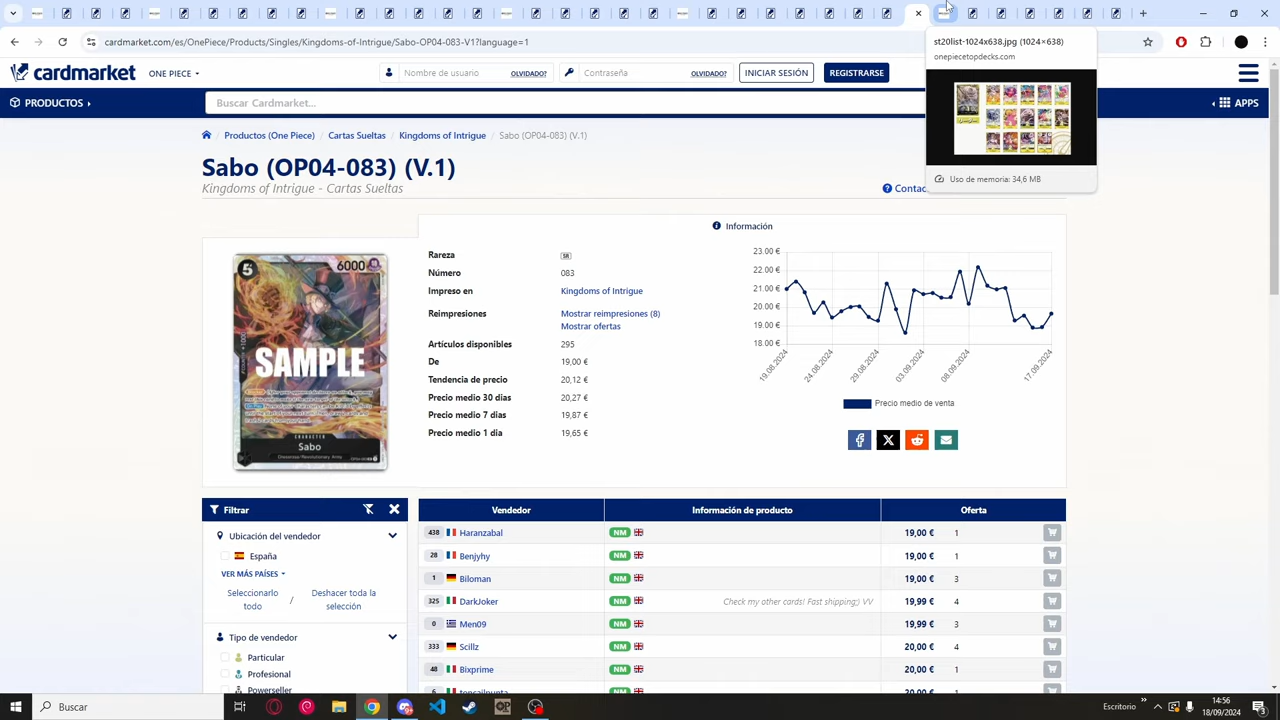 cardmarket.com/es/OnePiece/Products/Singles/Kingdoms-of-Intrigue/Sabo-OP04-083-V1?language=1
st20list-1024x638.jpg (1024×638)
onepiecetopdecks.com
Uso de memoria: 34,6 MB
cardmarket
ONE PIECE
Nombre de usuario
OLVIDADO?
Contraseña
OLVIDADO?
INICIAR SESIÓN
REGISTRARSE
PRODUCTOS
Buscar Cardmarket...
APPS
/ Productos (One Piece) / Cartas Sueltas / Kingdoms of Intrigue / Sabo (OP04-083) (V.1)
Sabo (OP04-083) (V.1)
Kingdoms of Intrigue - Cartas Sueltas
Contac
5
6000
SAMPLE
CHARACTER
Sabo
Dressrosa/Revolutionary Army
Información
Rareza SR
Número 083
Impreso en Kingdoms of Intrigue
Reimpresiones Mostrar reimpresiones (8)
Mostrar ofertas
Artículos disponibles 295
De 19,00 €
Tendencia de precio 20,12 €
Precio medio 30 días 20,27 €
Precio medio 7 días 19,87 €
Precio medio 1 día 19,65 €
23.00 €
22.00 €
21.00 €
20.00 €
19.00 €
18.00 €
19.08.2024
24.08.2024
29.08.2024
03.09.2024
08.09.2024
17.09.2024
Precio medio de venta
Filtrar
Ubicación del vendedor
España
VER MÁS PAÍSES
Seleccionarlo todo / Deshacer toda la selección
Tipo de vendedor
Particular
Profesional
Powerseller
Vendedor Información de producto Oferta
438 Haranzabal NM 19,00 € 1
28 Benjyhy NM 19,00 € 1
1 Biloman NM 19,00 € 3
325 DarkJoker NM Check my other cards! Fast shipping;) VV 19,99 € 4
0 Men09 NM 19,99 € 3
333 Scillz NM 20,00 € 4
48 Bixprime NM 20,00 € 1
Buscar
Escritorio
14:56
18/09/2024
3